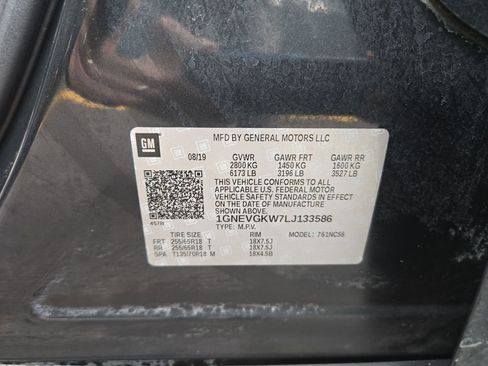 GM
MFD BY GENERAL MOTORS LLC
08/19 GVWR GAWR FRT GAWR RR
2800 KG 1450 KG 1600 KG
6173 LB 3196 LB 3527 LB
THIS VEHICLE CONFORMS TO ALL
APPLICABLE U.S. FEDERAL MOTOR
VEHICLE SAFETY STANDARDS IN EFFECT
ON THE DATE OF MANUFACTURE
1GNEVGKW7LJ133586
TYPE: M.P.V.
TIRE SIZE RIM MODEL: 761NC56
FRT 255/65R18 T 18X7.5J
RR 255/65R18 T 18X7.5J
SPA T135/70R18 M 18X4.5B